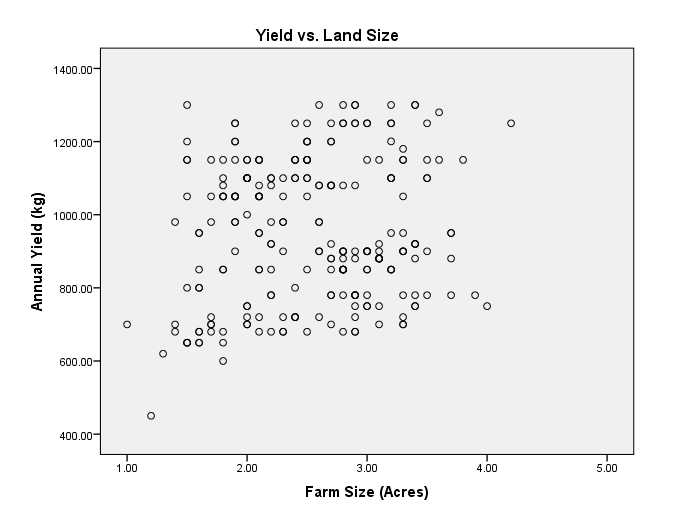 Yield vs. Land Size
1400.00
1200.00
1000.00
800.00
600.00
400.00
Annual Yield (kg)
1.00 2.00 3.00 4.00 5.00
Farm Size (Acres)